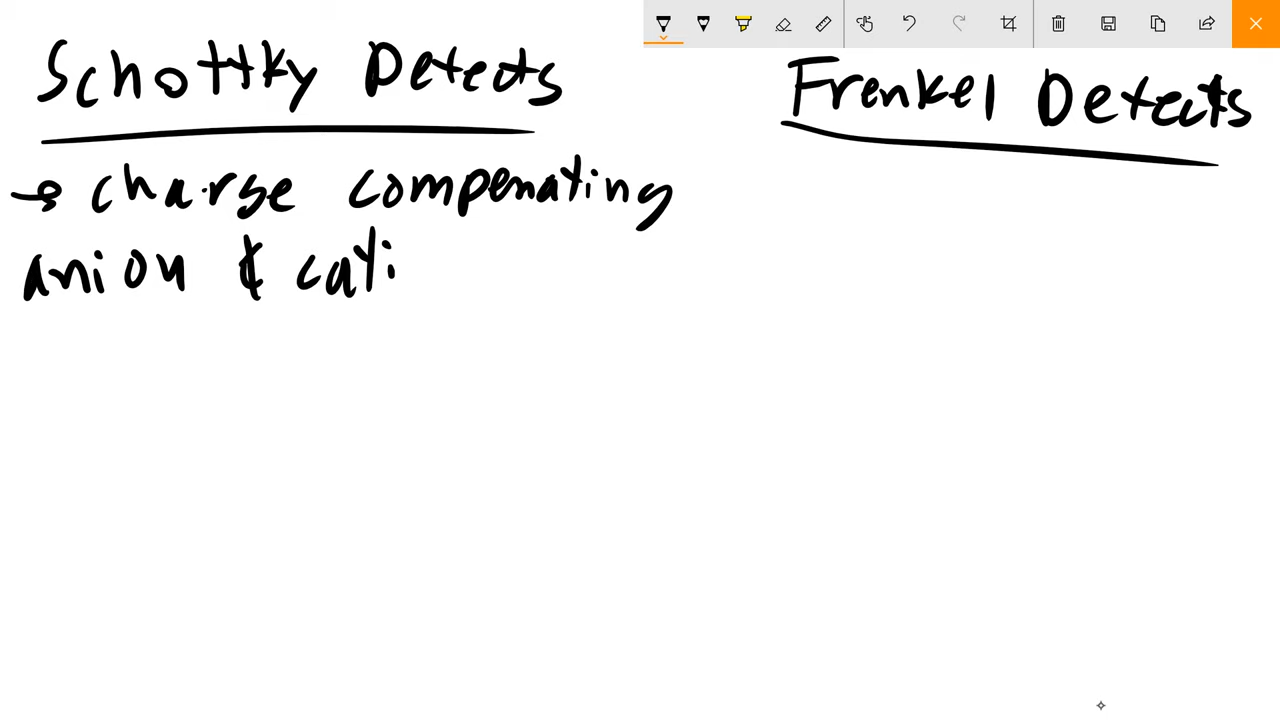 Schottky Defects
Frenkel Defects
→ charge compenating
anion & cati